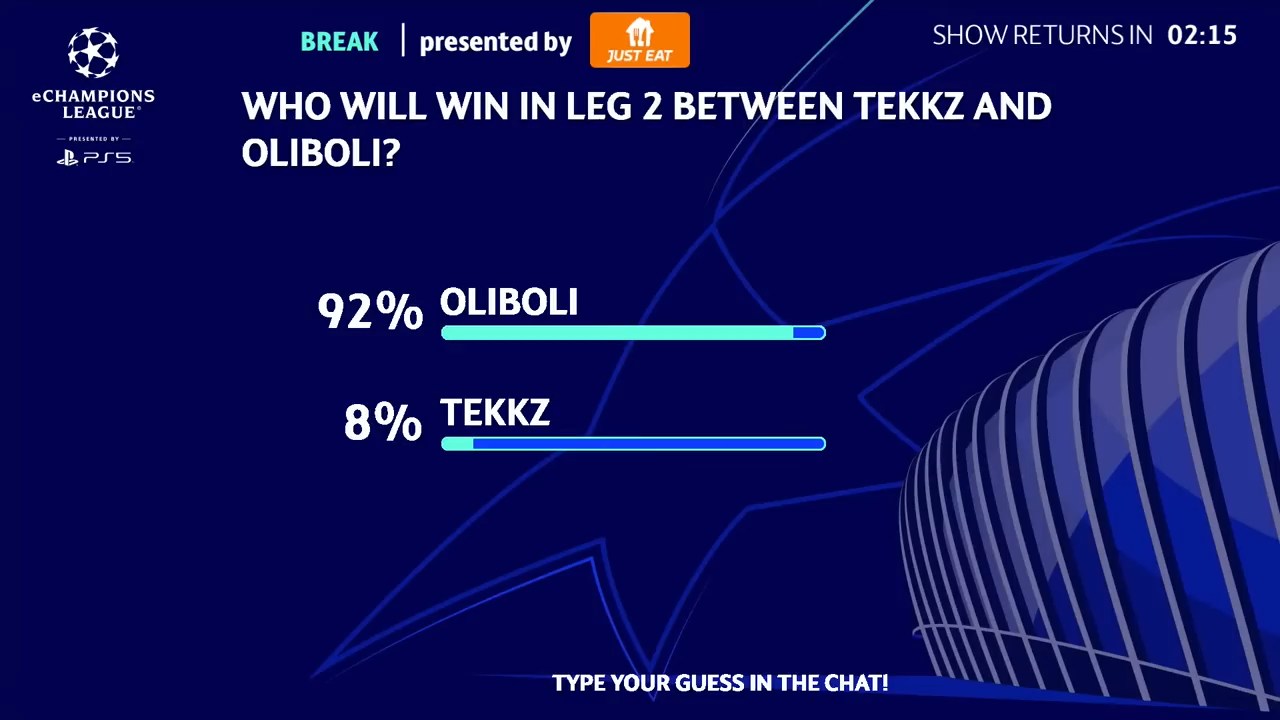 BREAK | presented by JUST EAT
SHOW RETURNS IN 02:15
eCHAMPIONS
LEAGUE®
PRESENTED BY
PS5
WHO WILL WIN IN LEG 2 BETWEEN TEKKZ AND
OLIBOLI?
92% OLIBOLI
8% TEKKZ
TYPE YOUR GUESS IN THE CHAT!